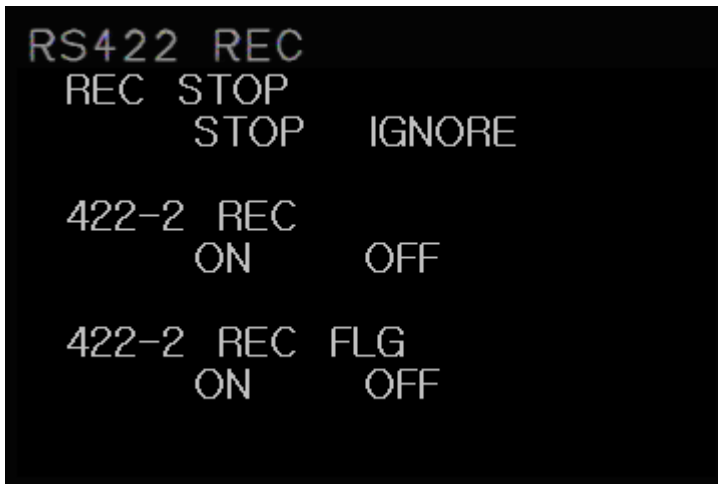 RS422 REC
REC STOP
STOP IGNORE
422-2 REC
ON OFF
422-2 REC FLG
ON OFF